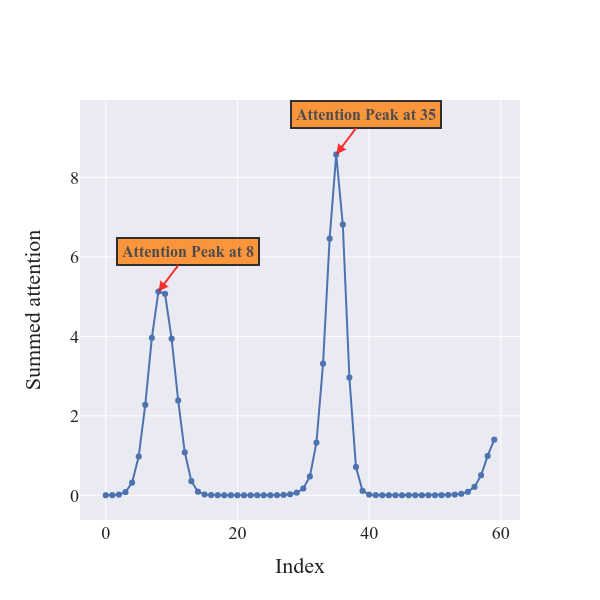 Attention Peak at 35
Attention Peak at 8
Summed attention
8
6
4
2
0
0
20
40
60
Index